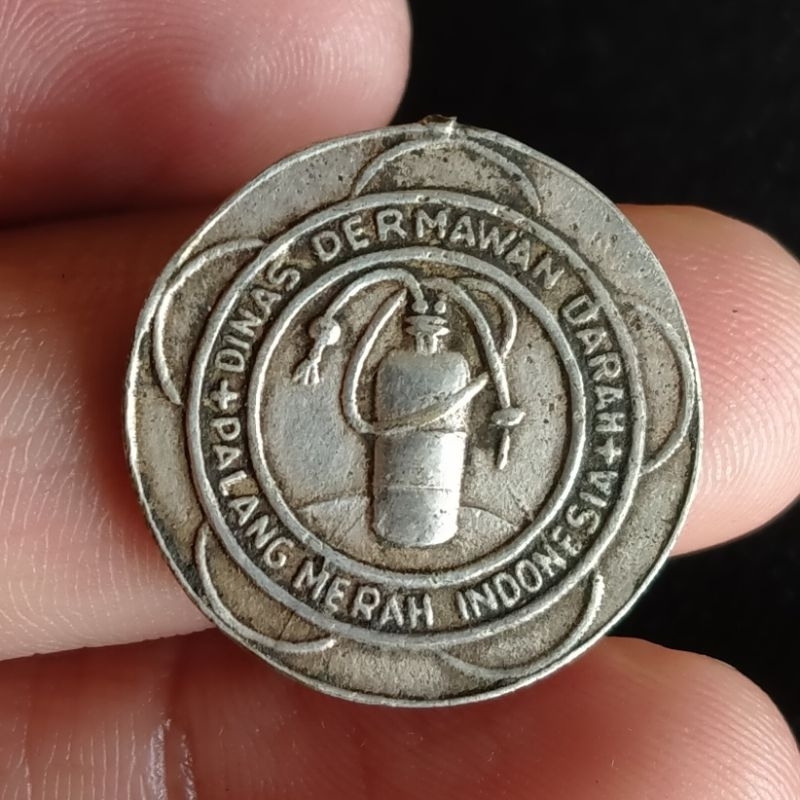 DINAS DERMAWAN DARAH
+PALANG MERAH INDONESIA+